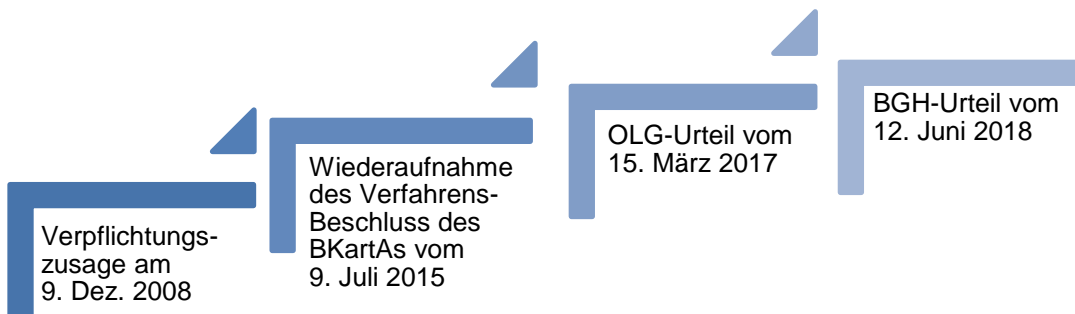 Verpflichtungs-
zusage am
9. Dez. 2008
Wiederaufnahme
des Verfahrens-
Beschluss des
BKartAs vom
9. Juli 2015
OLG-Urteil vom
15. März 2017
BGH-Urteil vom
12. Juni 2018